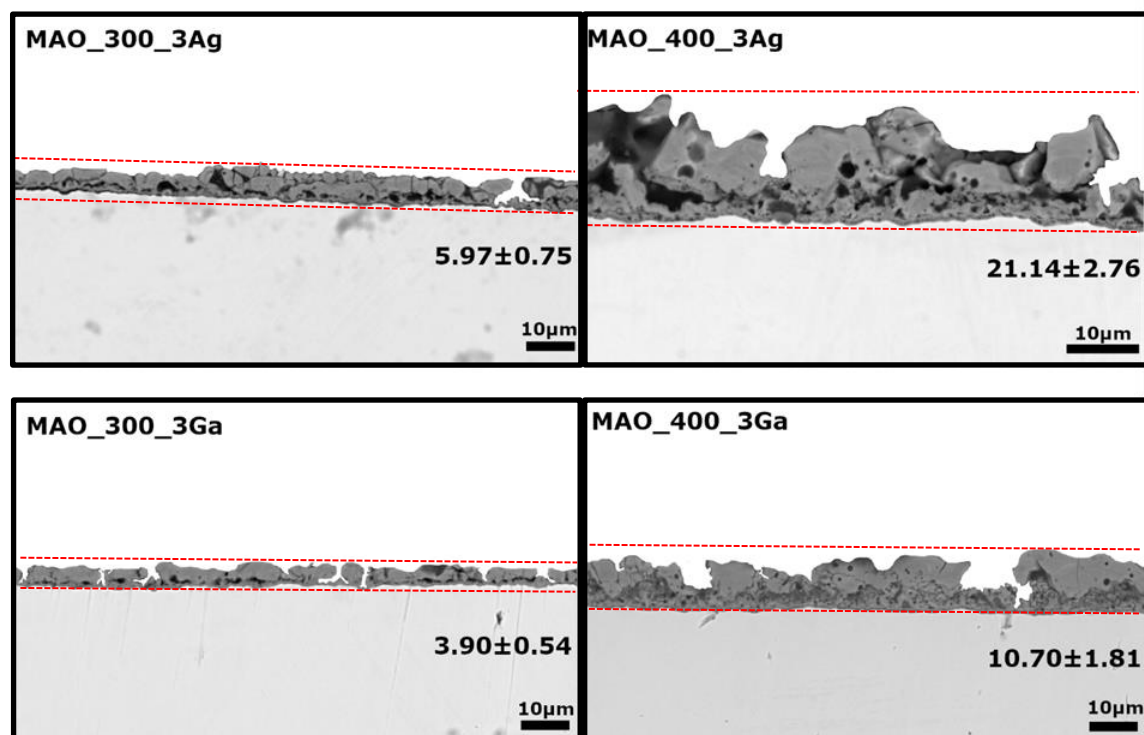 MAO_300_3Ag
5.97±0.75
10µm
MAO_400_3Ag
21.14±2.76
10µm
MAO_300_3Ga
3.90±0.54
10µm
MAO_400_3Ga
10.70±1.81
10µm